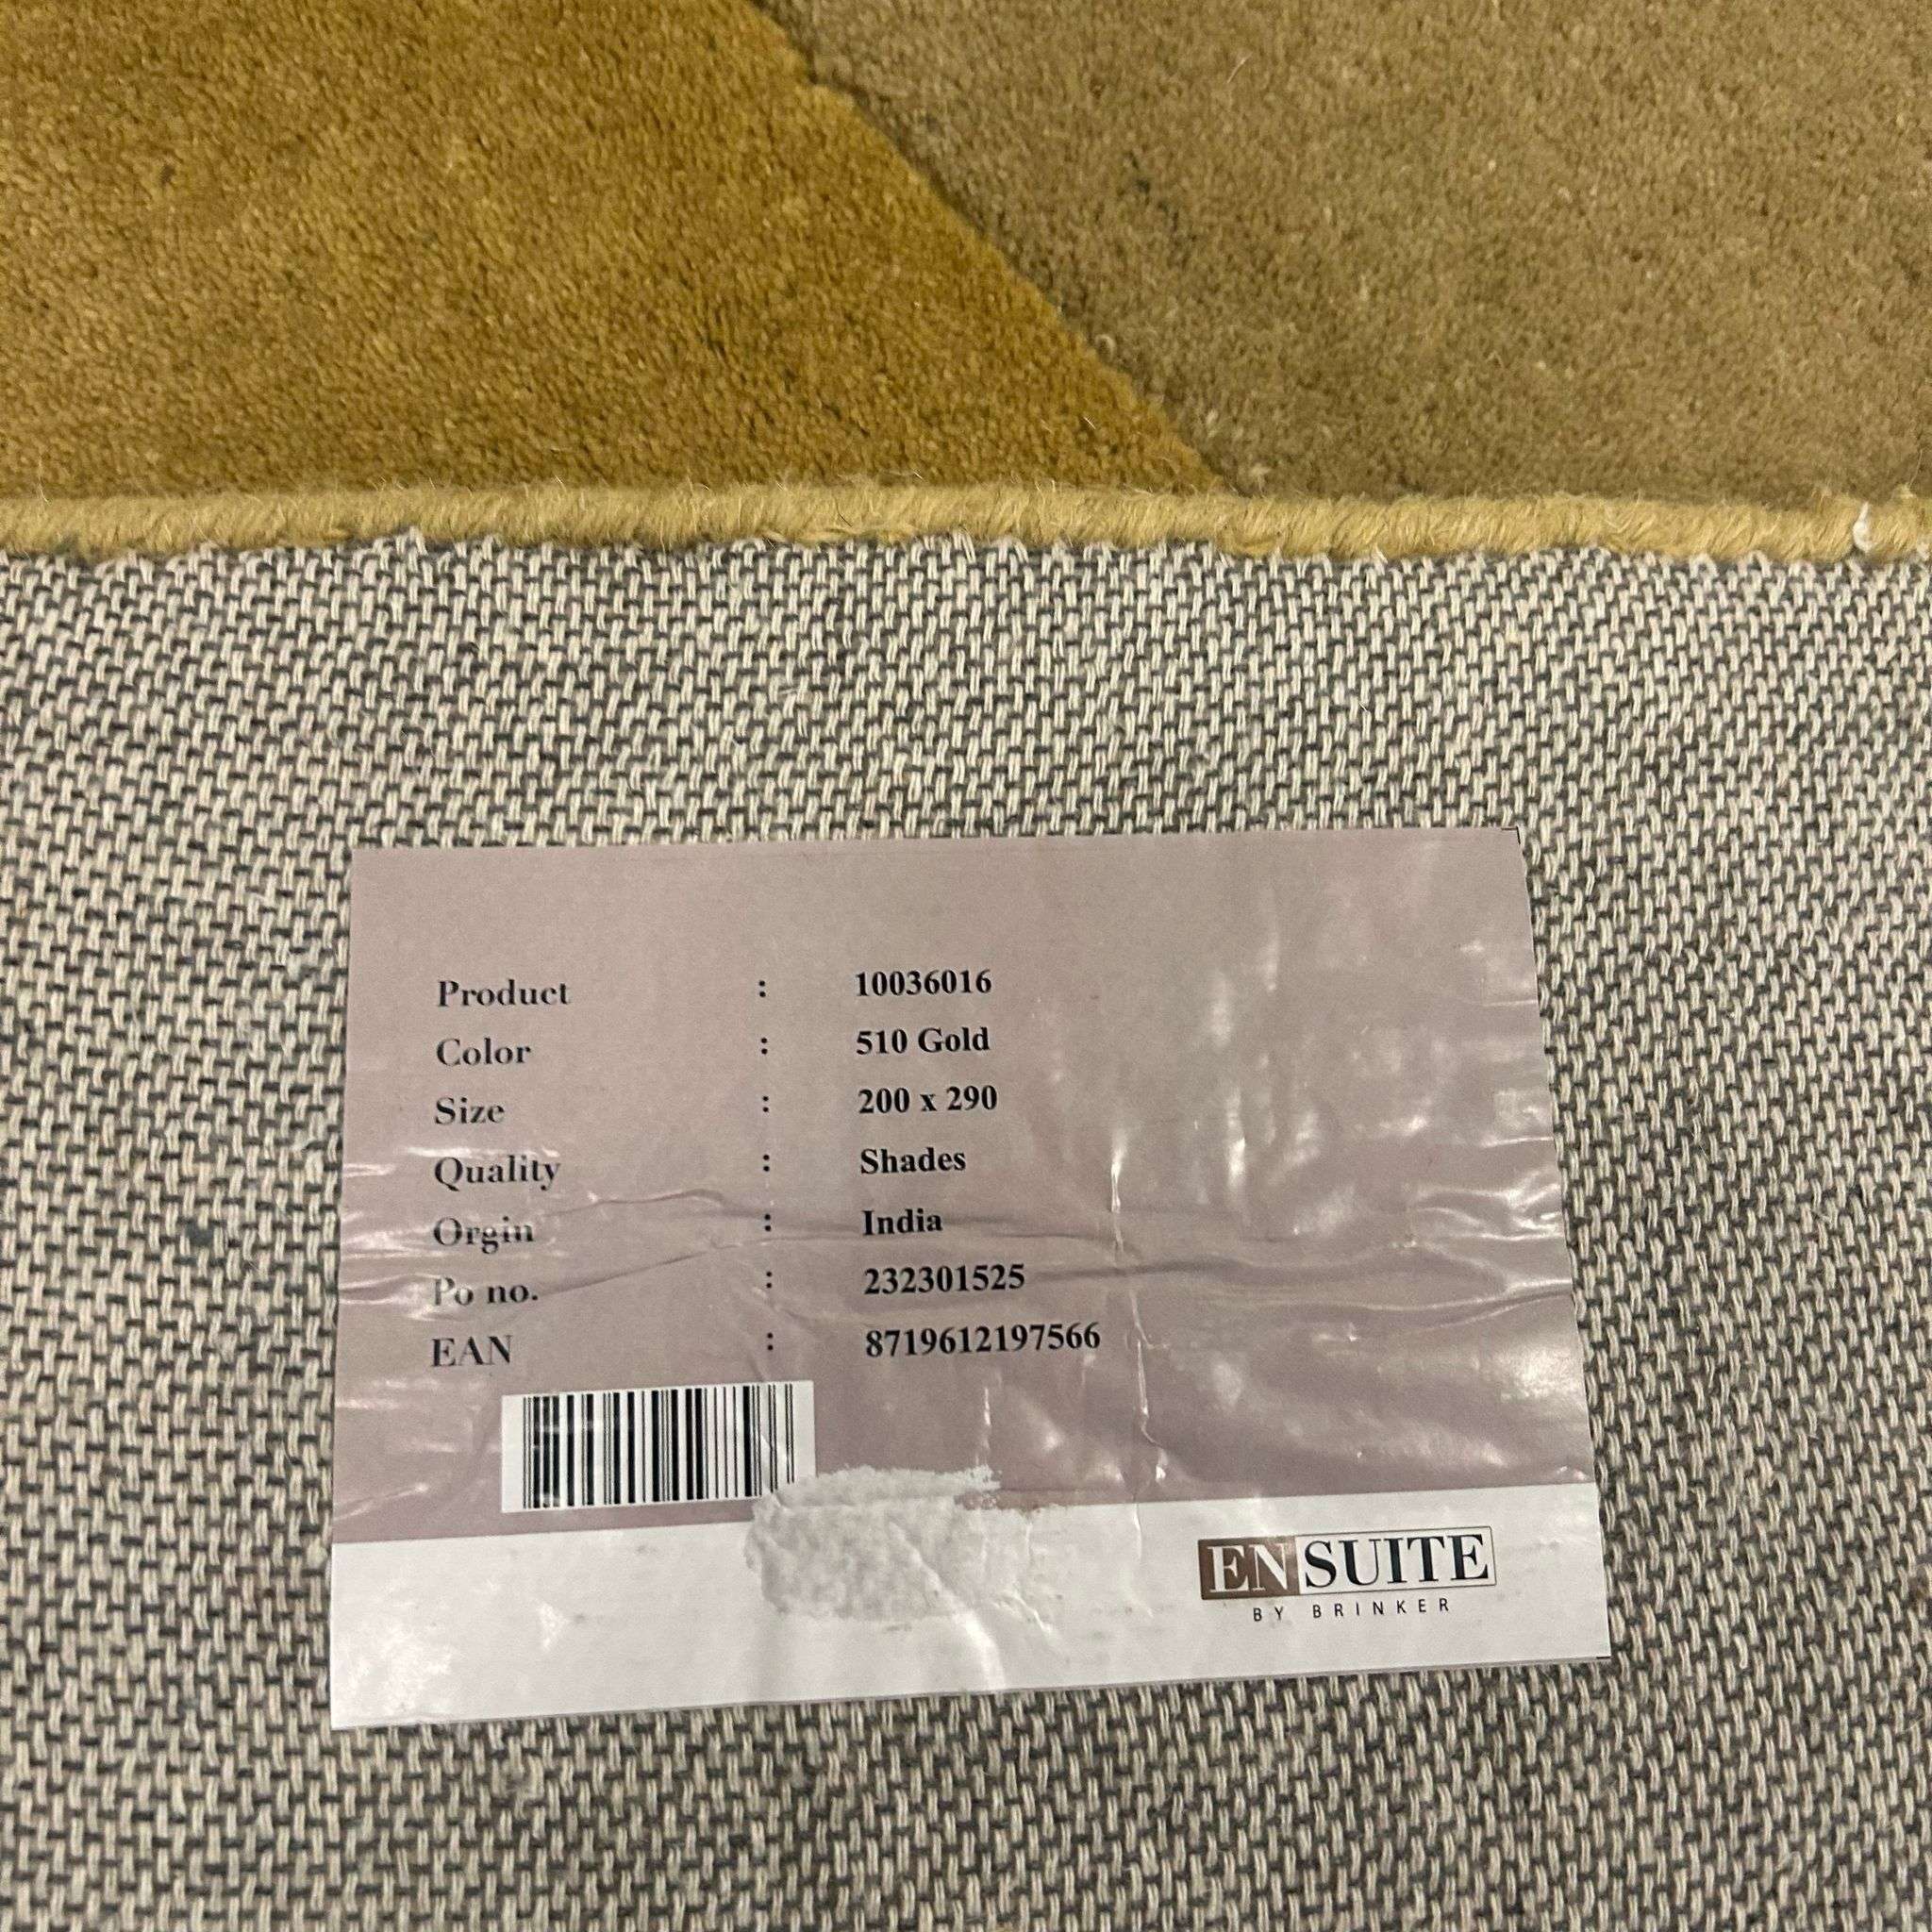 Product : 10036016
Color : 510 Gold
Size : 200 x 290
Quality : Shades
Orgin : India
Po no. : 232301525
EAN : 8719612197566
ENSUITE
BY BRINKER